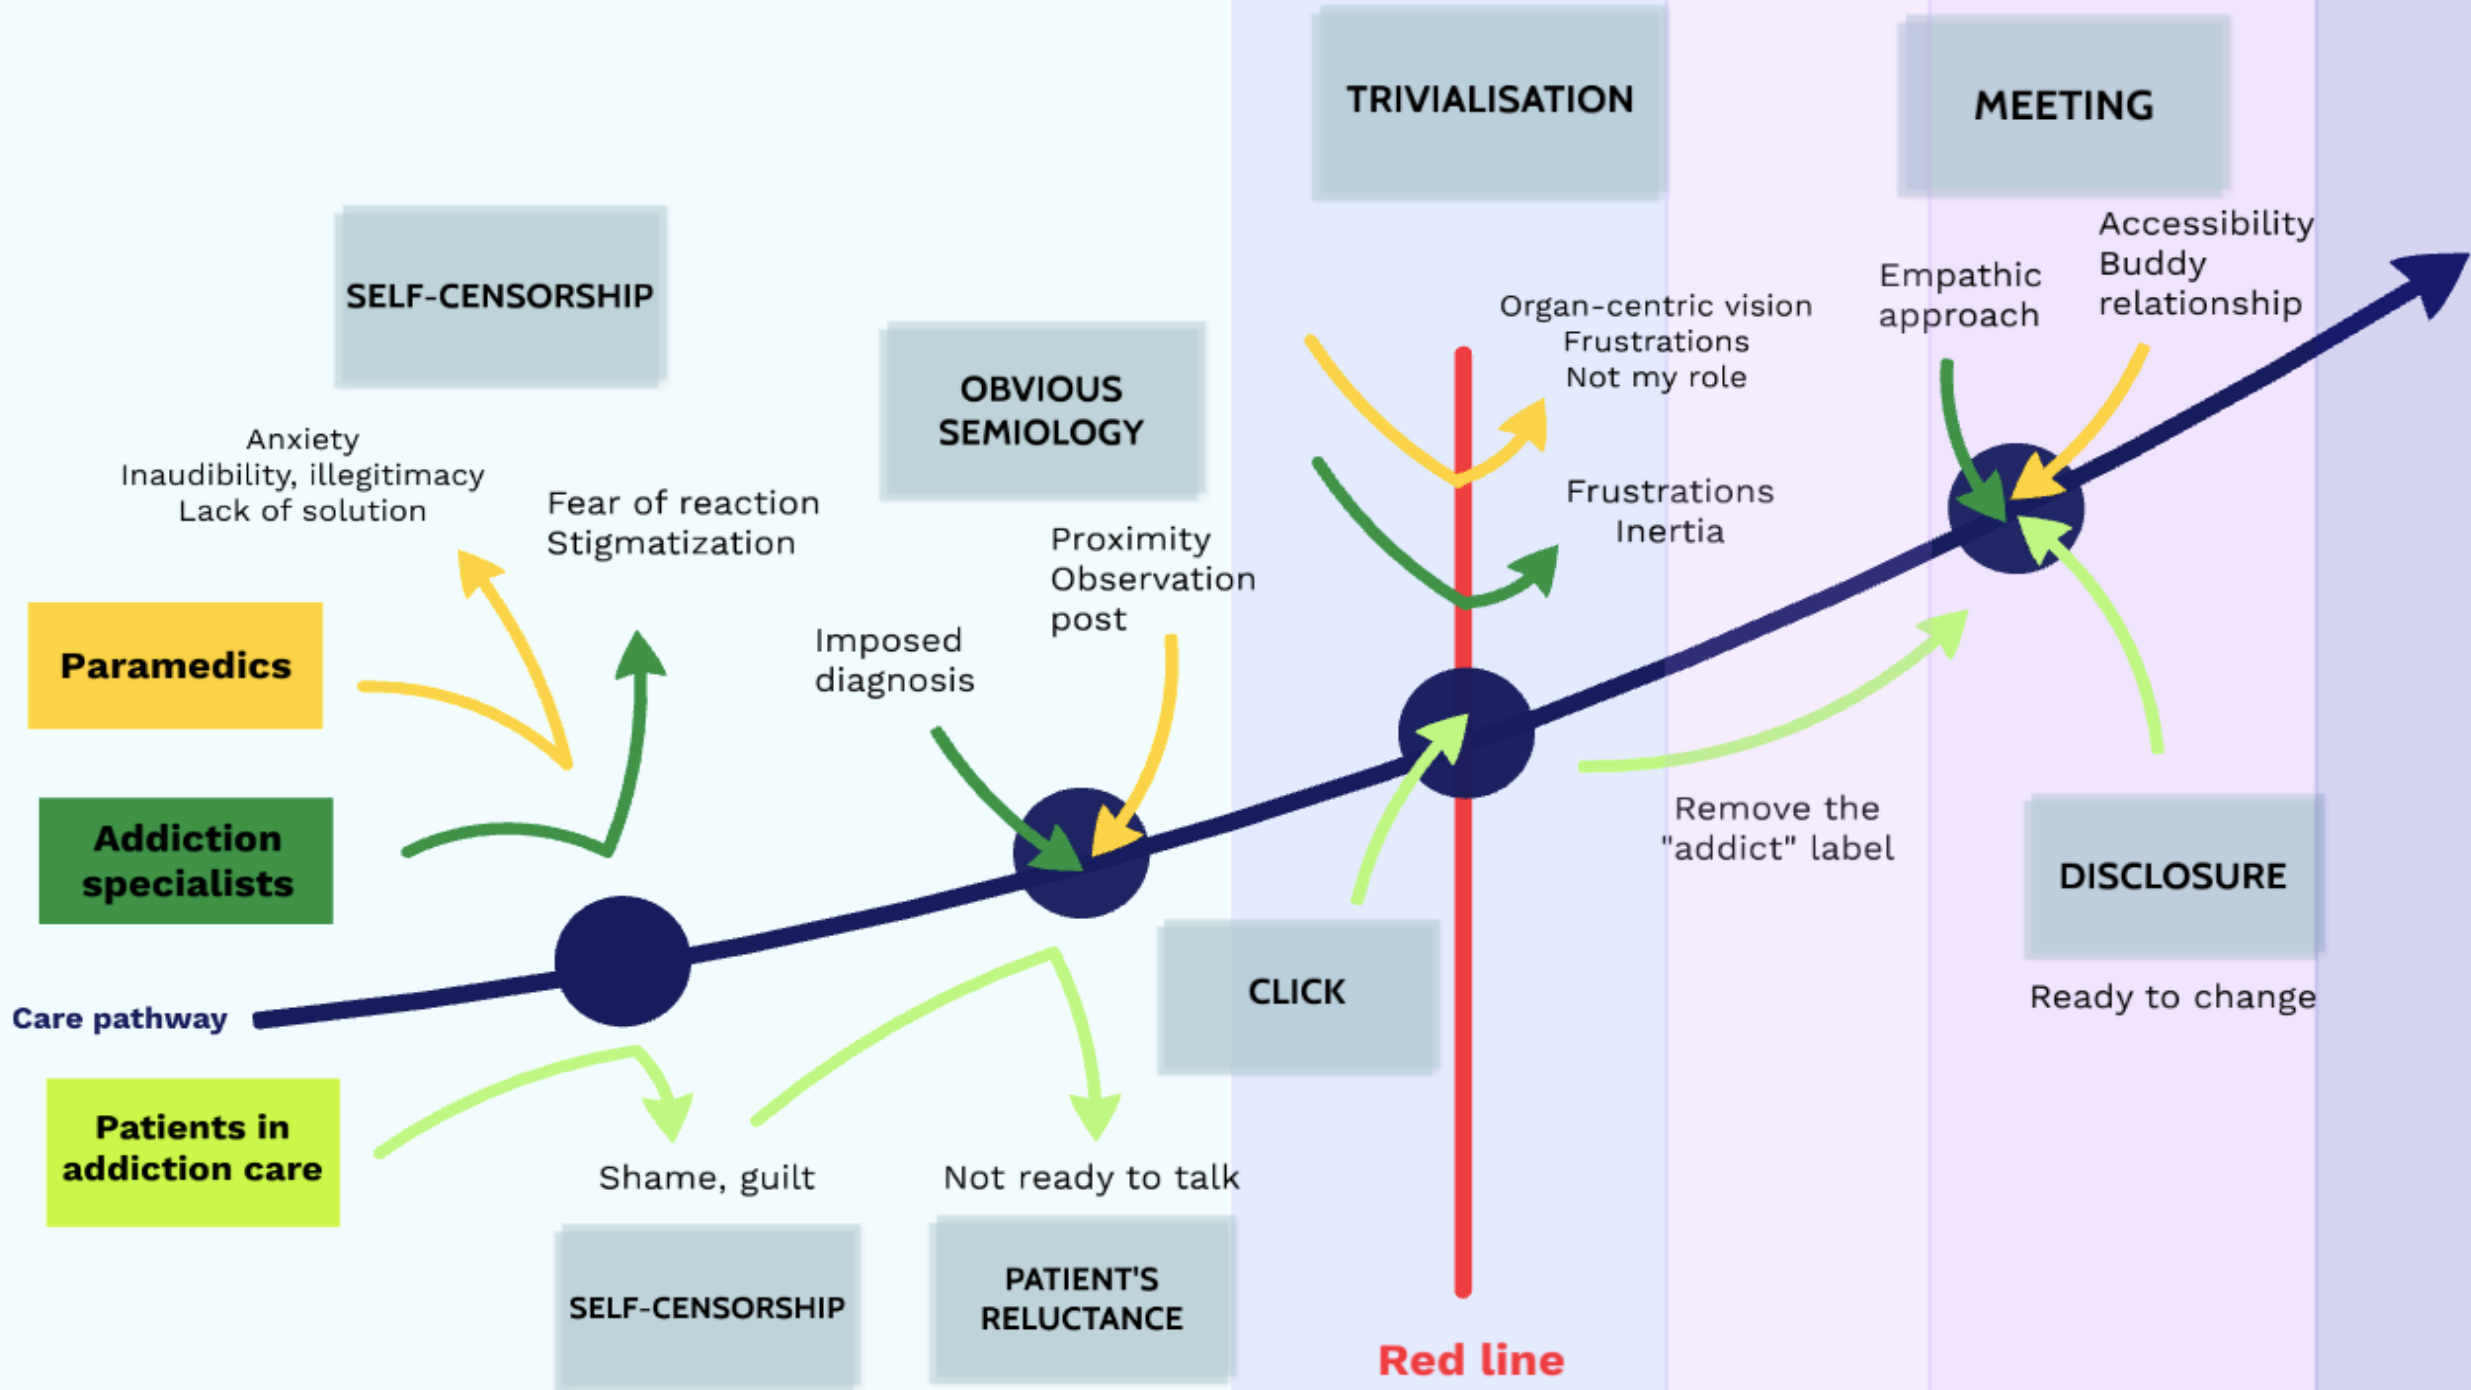 TRIVIALISATION
MEETING
SELF-CENSORSHIP
OBVIOUS
SEMIOLOGY
Anxiety
Inaudibility, illegitimacy
Lack of solution
Fear of reaction
Stigmatization
Imposed
diagnosis
Proximity
Observation
post
Organ-centric vision
Frustrations
Not my role
Frustrations
Inertia
Empathic
approach
Accessibility
Buddy
relationship
Paramedics
Addiction
specialists
Care pathway
Patients in
addiction care
Shame, guilt
SELF-CENSORSHIP
Not ready to talk
PATIENT'S
RELUCTANCE
CLICK
Red line
Remove the
"addict" label
DISCLOSURE
Ready to change